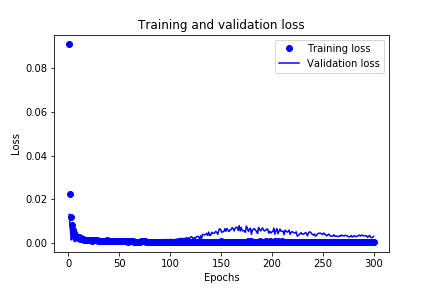 Training and validation loss
Training loss
Validation loss
0.08
0.06
0.04
0.02
0.00
Loss
0 50 100 150 200 250 300
Epochs